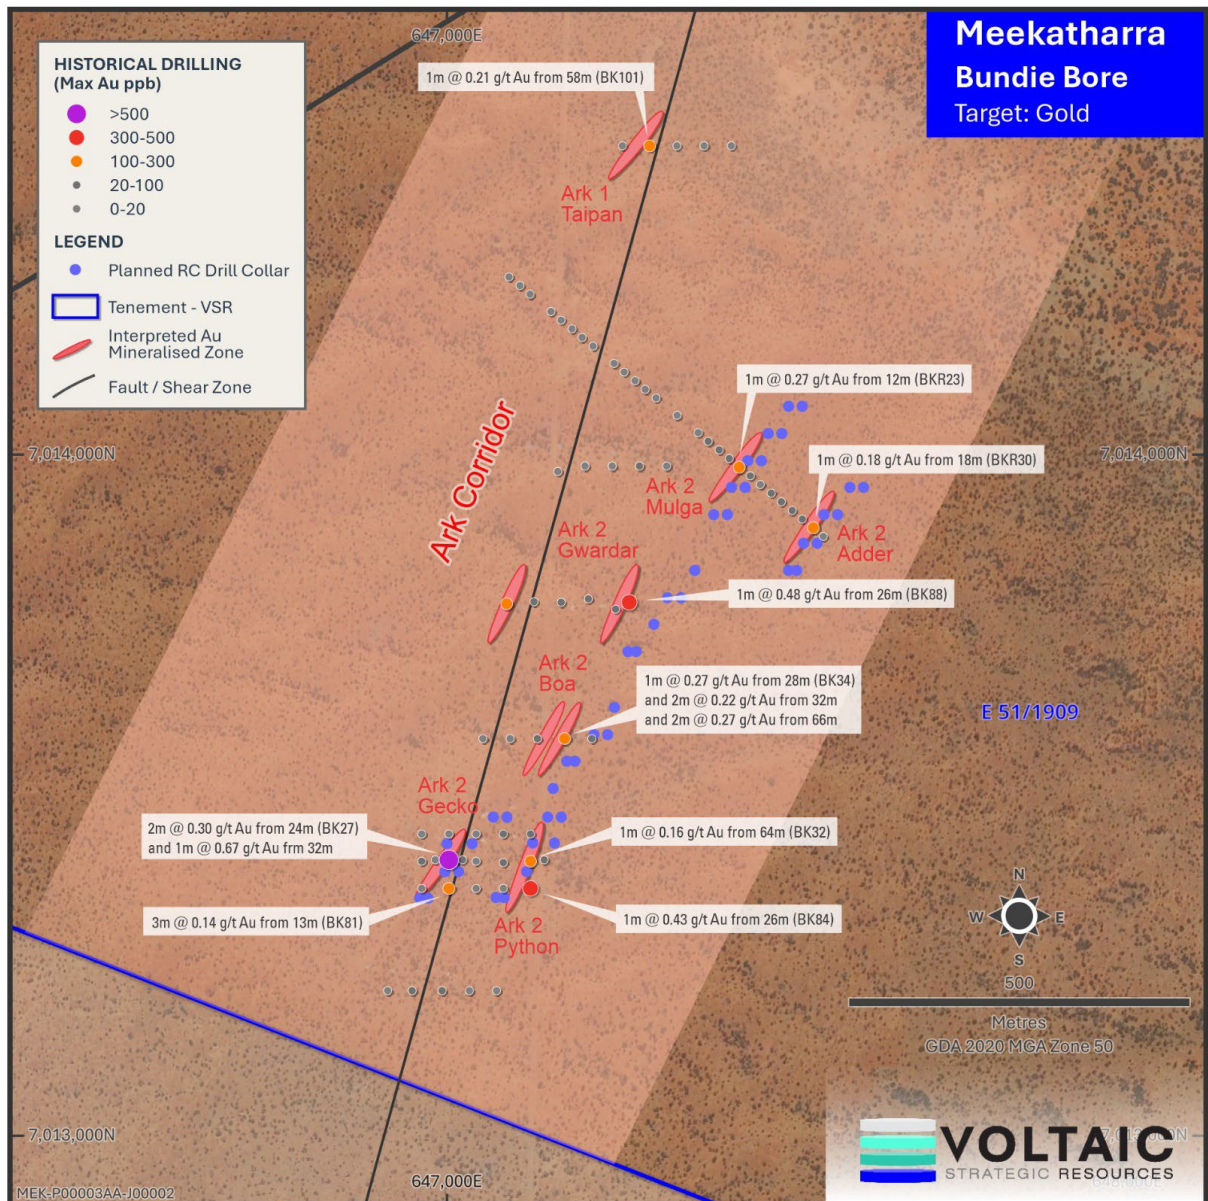 647,000E
Meekatharra
Bundie Bore
Target: Gold
HISTORICAL DRILLING
(Max Au ppb)
>500
300-500
100-300
20-100
0-20
LEGEND
Planned RC Drill Collar
Tenement - VSR
Interpreted Au
Mineralised Zone
Fault / Shear Zone
1m @ 0.21 g/t Au from 58m (BK101)
Ark 1
Taipan
1m @ 0.27 g/t Au from 12m (BKR23)
Ark Corridor
7,014,000N
7,014,000N
1m @ 0.18 g/t Au from 18m (BKR30)
Ark 2
Mulga
Ark 2
Adder
Ark 2
Gwardar
1m @ 0.48 g/t Au from 26m (BK88)
Ark 2
Boa
1m @ 0.27 g/t Au from 28m (BK34)
and 2m @ 0.22 g/t Au from 32m
and 2m @ 0.27 g/t Au from 66m
E 51/1909
Ark 2
Gecko
2m @ 0.30 g/t Au from 24m (BK27)
and 1m @ 0.67 g/t Au frm 32m
1m @ 0.16 g/t Au from 64m (BK32)
3m @ 0.14 g/t Au from 13m (BK81)
1m @ 0.43 g/t Au from 26m (BK84)
Ark 2
Python
N
W
E
S
500
Metres
GDA 2020 MGA Zone 50
7,013,000N
7,013,000N
VOLTAIC
STRATEGIC RESOURCES
647,000E
MEK-P00003AA-J00002